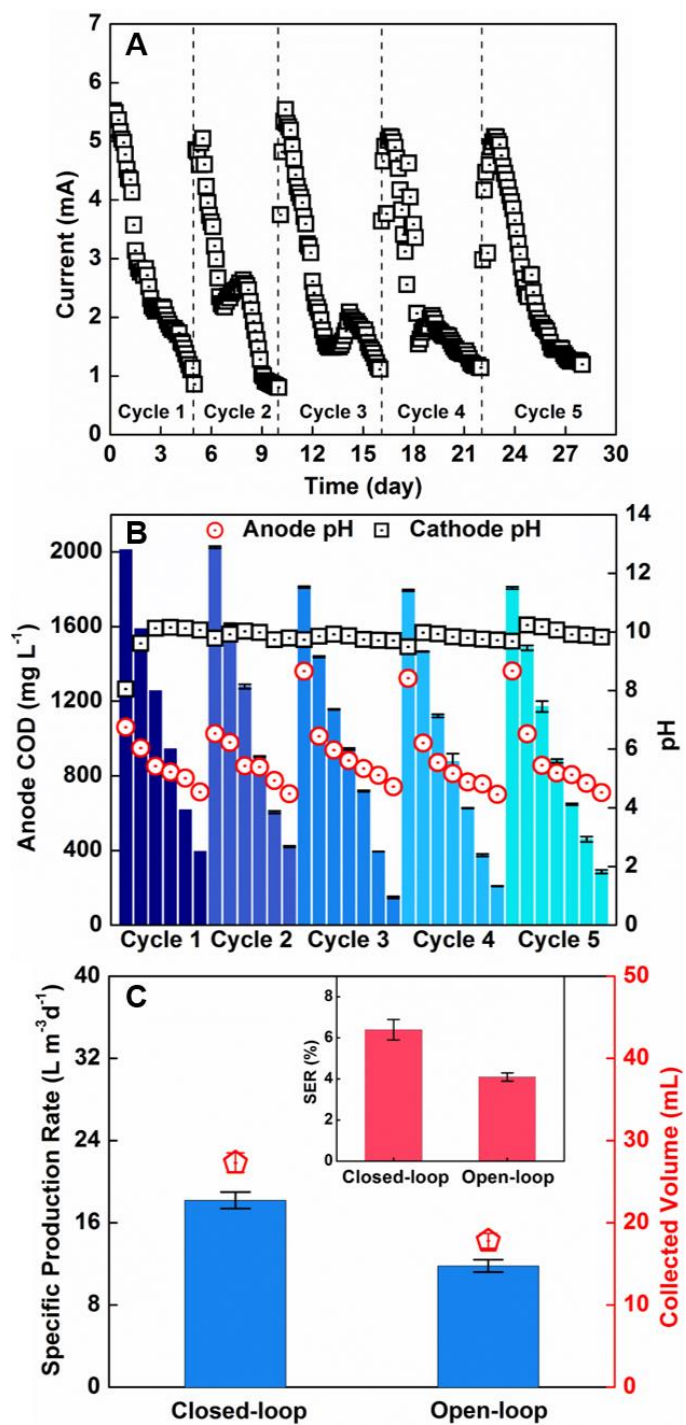 A
Current (mA)
7
6
5
4
3
2
1
0
Cycle 1 Cycle 2 Cycle 3 Cycle 4 Cycle 5
0 3 6 9 12 15 18 21 24 27 30
Time (day)
B
Anode pH Cathode pH
Anode COD (mg L⁻¹)
2000
1600
1200
800
400
0
pH
14
12
10
8
6
4
2
0
Cycle 1 Cycle 2 Cycle 3 Cycle 4 Cycle 5
C
Specific Production Rate (L m⁻³d⁻¹)
40
32
24
16
8
0
SER (%)
8
6
4
2
0
Closed-loop Open-loop
Collected Volume (mL)
50
40
30
20
10
0
Closed-loop Open-loop